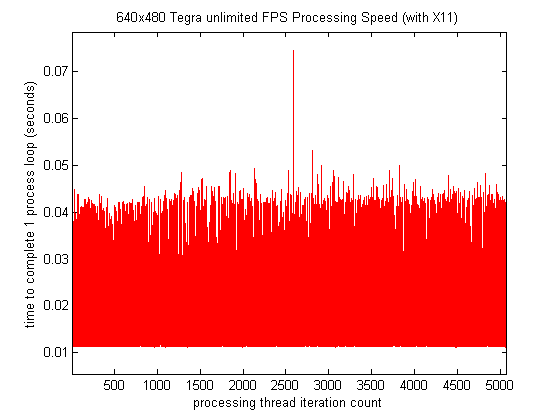 640x480 Tegra unlimited FPS Processing Speed (with X11)
time to complete 1 process loop (seconds)
0.07
0.06
0.05
0.04
0.03
0.02
0.01
500 1000 1500 2000 2500 3000 3500 4000 4500 5000
processing thread iteration count